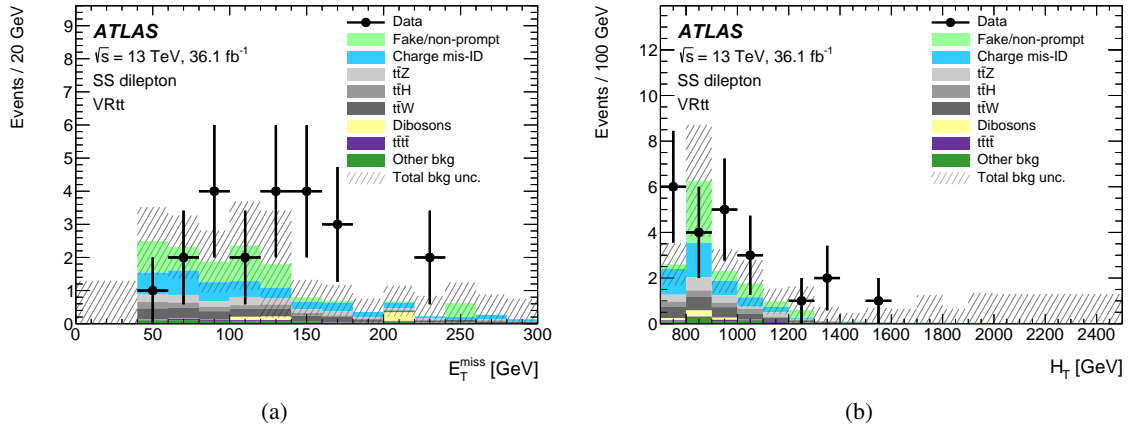 Events / 20 GeV
9
8
7
6
5
4
3
2
1
0
ATLAS
√s = 13 TeV, 36.1 fb⁻¹
SS dilepton
VRtt
Data
Fake/non-prompt
Charge mis-ID
tt̄Z
tt̄H
tt̄W
Dibosons
tt̄tt̄
Other bkg
Total bkg unc.
0 50 100 150 200 250 300
E_T^miss [GeV]
(a)
Events / 100 GeV
12
10
8
6
4
2
0
ATLAS
√s = 13 TeV, 36.1 fb⁻¹
SS dilepton
VRtt
Data
Fake/non-prompt
Charge mis-ID
tt̄Z
tt̄H
tt̄W
Dibosons
tt̄tt̄
Other bkg
Total bkg unc.
800 1000 1200 1400 1600 1800 2000 2200 2400
H_T [GeV]
(b)